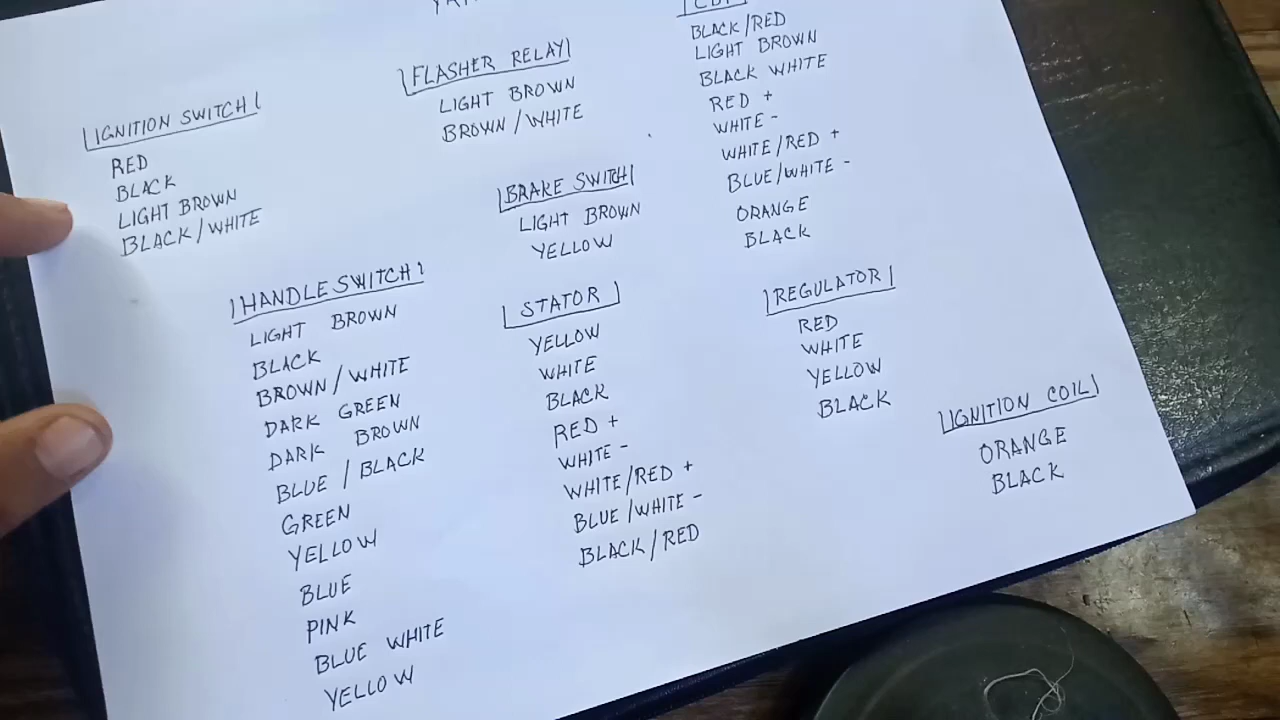 IGNITION SWITCH
RED
BLACK
LIGHT BROWN
BLACK/WHITE
HANDLE SWITCH
LIGHT BROWN
BLACK
BROWN/WHITE
DARK GREEN
DARK BROWN
BLUE/BLACK
GREEN
YELLOW
BLUE
PINK
BLUE WHITE
YELLOW
FLASHER RELAY
LIGHT BROWN
BROWN/WHITE
BRAKE SWITCH
LIGHT BROWN
YELLOW
STATOR
YELLOW
WHITE
BLACK
RED +
WHITE -
WHITE/RED +
BLUE/WHITE -
BLACK/RED
CDI
BLACK/RED
LIGHT BROWN
BLACK WHITE
RED +
WHITE -
WHITE/RED +
BLUE/WHITE -
ORANGE
BLACK
REGULATOR
RED
WHITE
YELLOW
BLACK
IGNITION COIL
ORANGE
BLACK